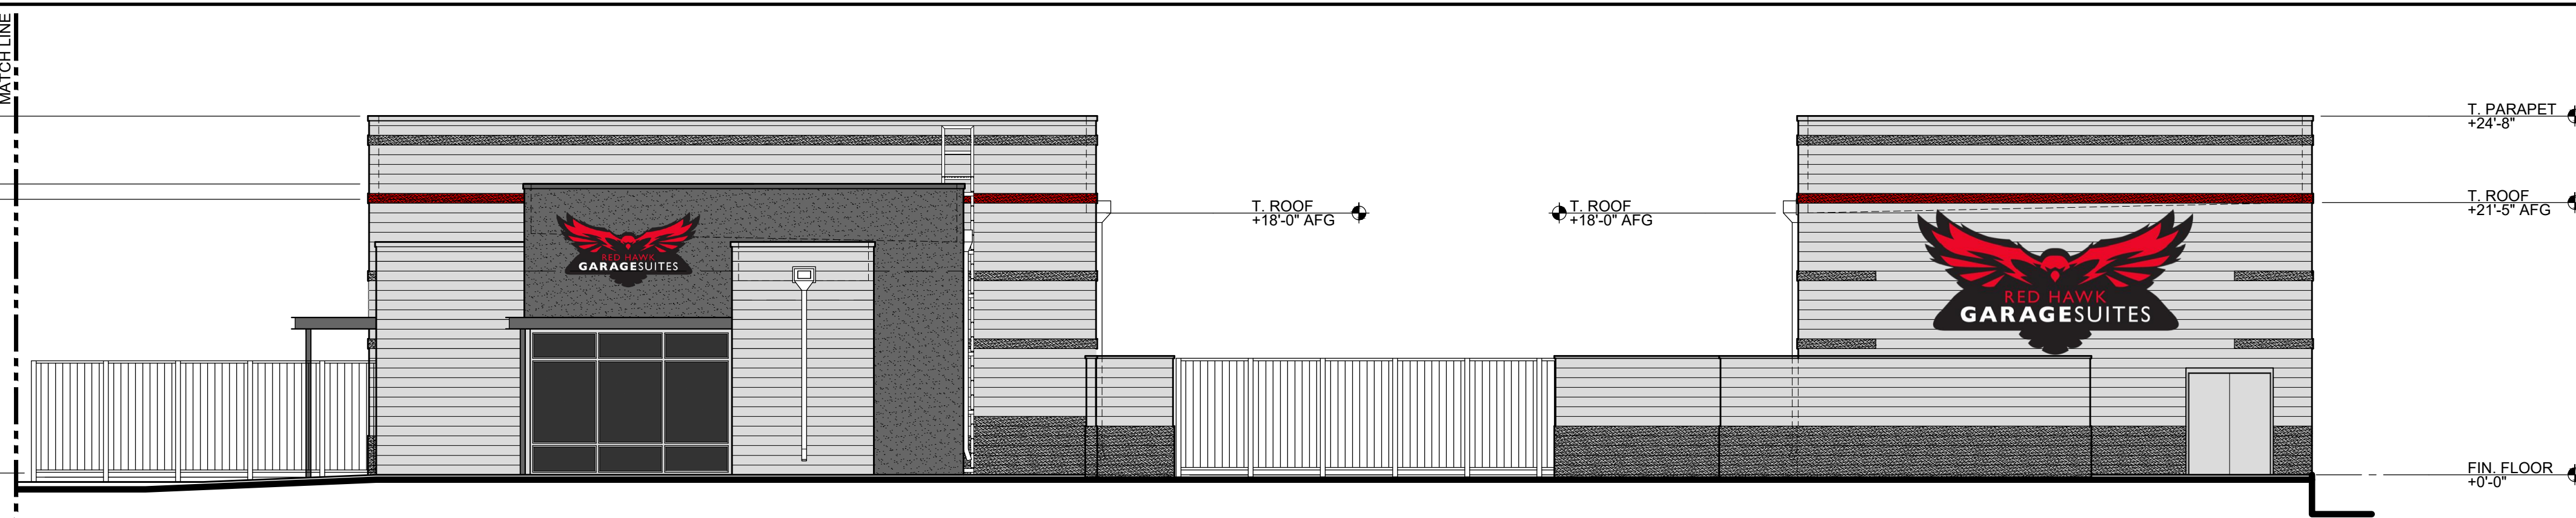 MATCH LINE
T. PARAPET
+24'-8"
T. ROOF
+18'-0" AFG
T. ROOF
+18'-0" AFG
T. ROOF
+21'-5" AFG
RED HAWK
GARAGESUITES
RED HAWK
GARAGESUITES
FIN. FLOOR
+0'-0"